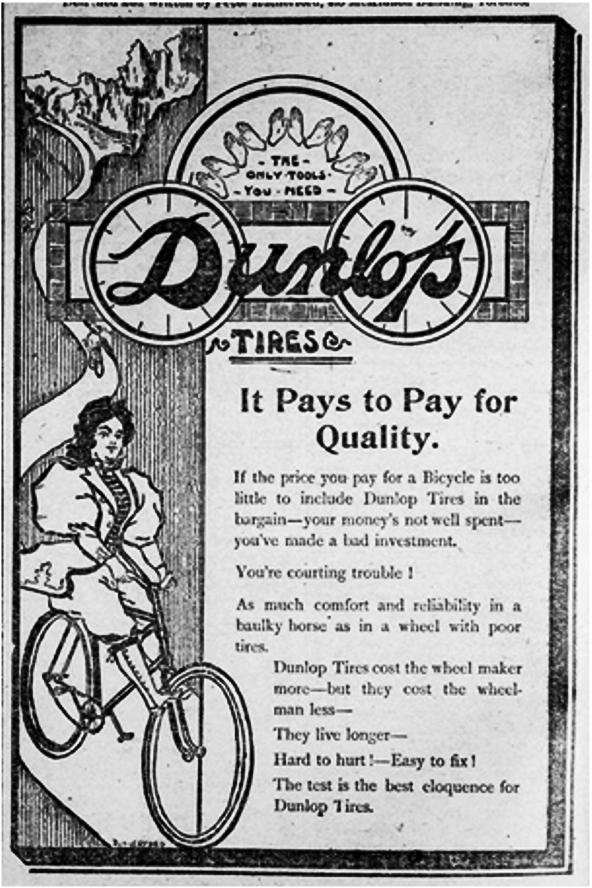 - THE -
ONLY-TOOLS-
- YOU - NEED -
Dunlop
TIRES
It Pays to Pay for
Quality.
If the price you pay for a Bicycle is too
little to include Dunlop Tires in the
bargain—your money's not well spent—
you've made a bad investment.
You're courting trouble !
As much comfort and reliability in a
baulky horse as in a wheel with poor
tires.
Dunlop Tires cost the wheel maker
more—but they cost the wheel-
man less—
They live longer—
Hard to hurt!—Easy to fix!
The test is the best eloquence for
Dunlop Tires.